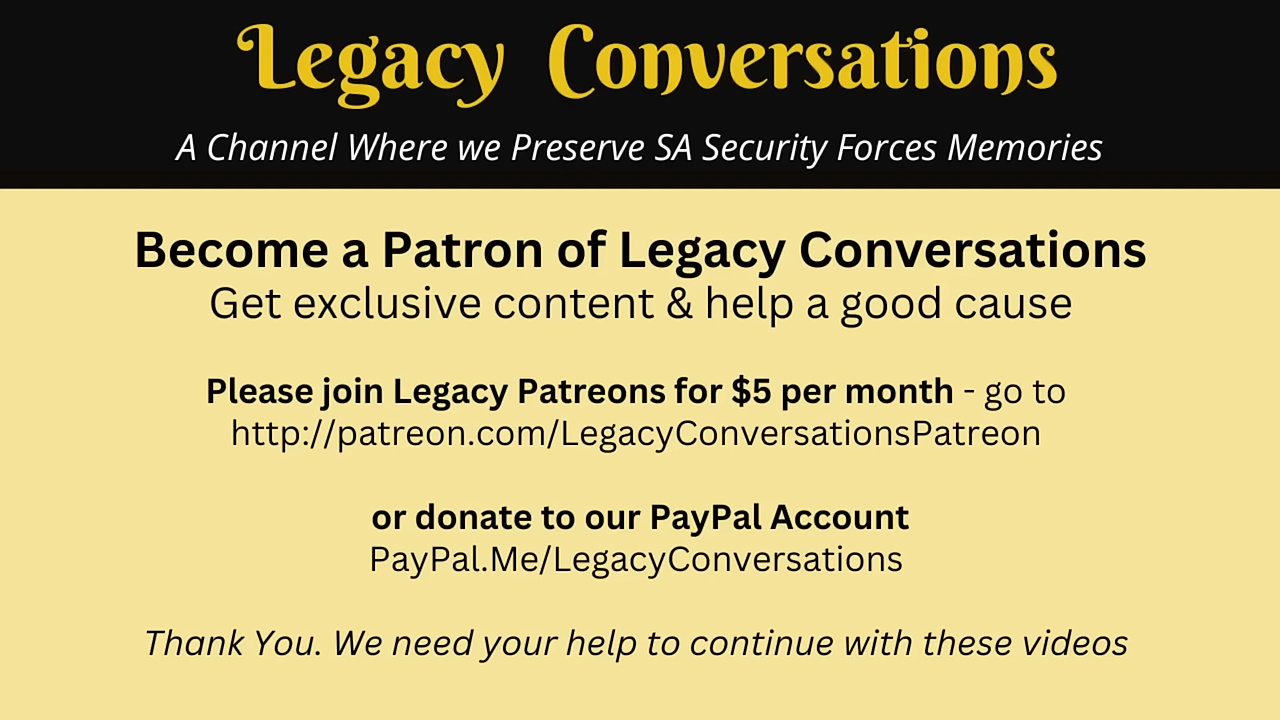 Legacy Conversations
A Channel Where we Preserve SA Security Forces Memories
Become a Patron of Legacy Conversations
Get exclusive content & help a good cause
Please join Legacy Patreons for $5 per month - go to
http://patreon.com/LegacyConversationsPatreon
or donate to our PayPal Account
PayPal.Me/LegacyConversations
Thank You. We need your help to continue with these videos